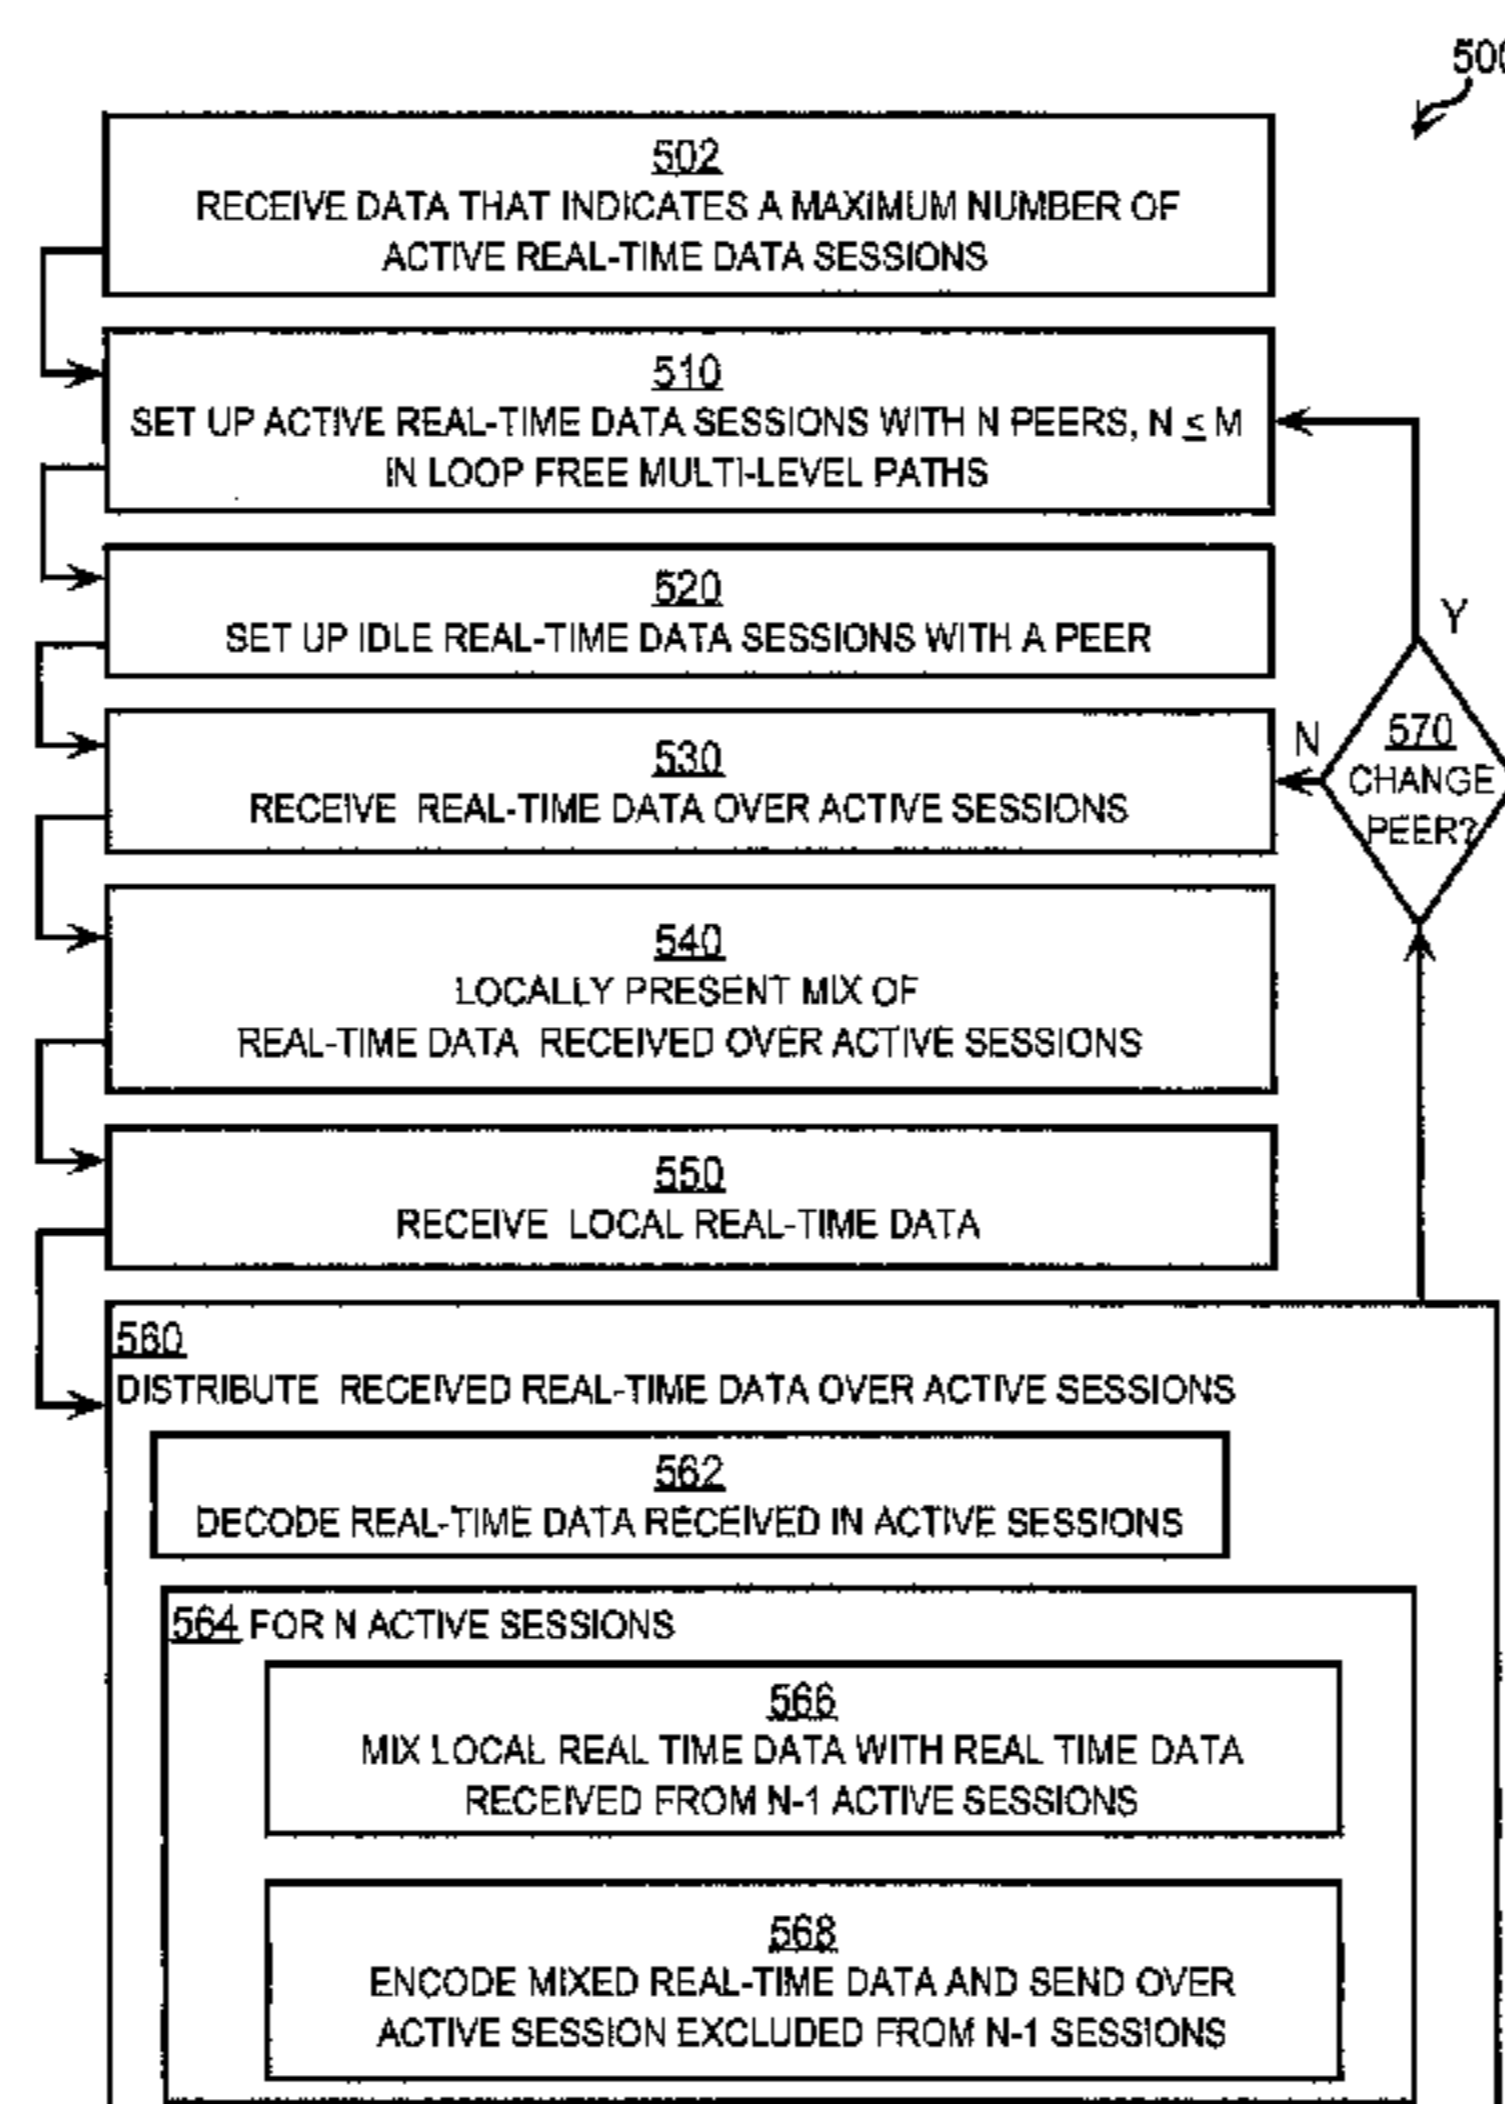 500
502
RECEIVE DATA THAT INDICATES A MAXIMUM NUMBER OF
ACTIVE REAL-TIME DATA SESSIONS
510
SET UP ACTIVE REAL-TIME DATA SESSIONS WITH N PEERS, N ≤ M
IN LOOP FREE MULTI-LEVEL PATHS
520
SET UP IDLE REAL-TIME DATA SESSIONS WITH A PEER
Y
530
RECEIVE REAL-TIME DATA OVER ACTIVE SESSIONS
N
570
CHANGE
PEER?
540
LOCALLY PRESENT MIX OF
REAL-TIME DATA RECEIVED OVER ACTIVE SESSIONS
550
RECEIVE LOCAL REAL-TIME DATA
560
DISTRIBUTE RECEIVED REAL-TIME DATA OVER ACTIVE SESSIONS
562
DECODE REAL-TIME DATA RECEIVED IN ACTIVE SESSIONS
564 FOR N ACTIVE SESSIONS
566
MIX LOCAL REAL TIME DATA WITH REAL TIME DATA
RECEIVED FROM N-1 ACTIVE SESSIONS
568
ENCODE MIXED REAL-TIME DATA AND SEND OVER
ACTIVE SESSION EXCLUDED FROM N-1 SESSIONS